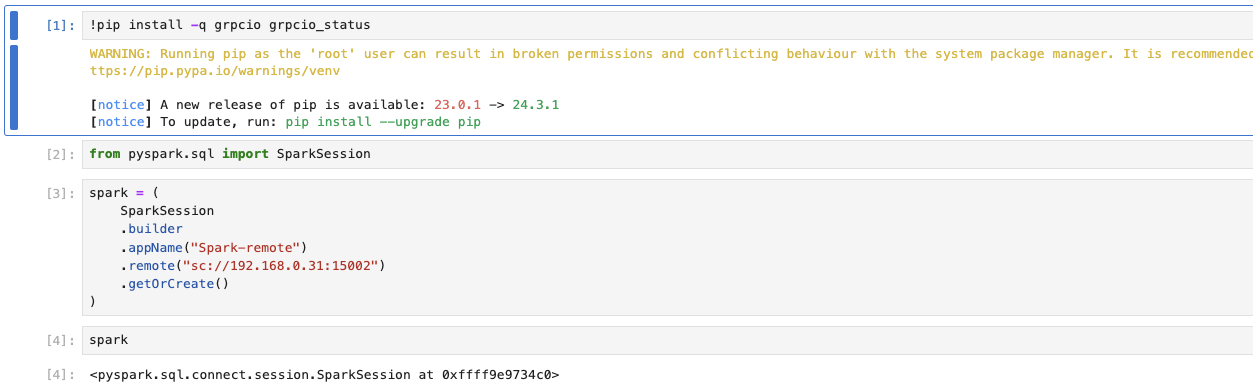 [1]: !pip install -q grpcio grpcio_status
WARNING: Running pip as the 'root' user can result in broken permissions and conflicting behaviour with the system package manager. It is recommended
ttps://pip.pypa.io/warnings/venv
[notice] A new release of pip is available: 23.0.1 -> 24.3.1
[notice] To update, run: pip install --upgrade pip
[2]: from pyspark.sql import SparkSession
[3]: spark = (
SparkSession
.builder
.appName("Spark-remote")
.remote("sc://192.168.0.31:15002")
.getOrCreate()
)
[4]: spark
[4]: <pyspark.sql.connect.session.SparkSession at 0xffff9e9734c0>